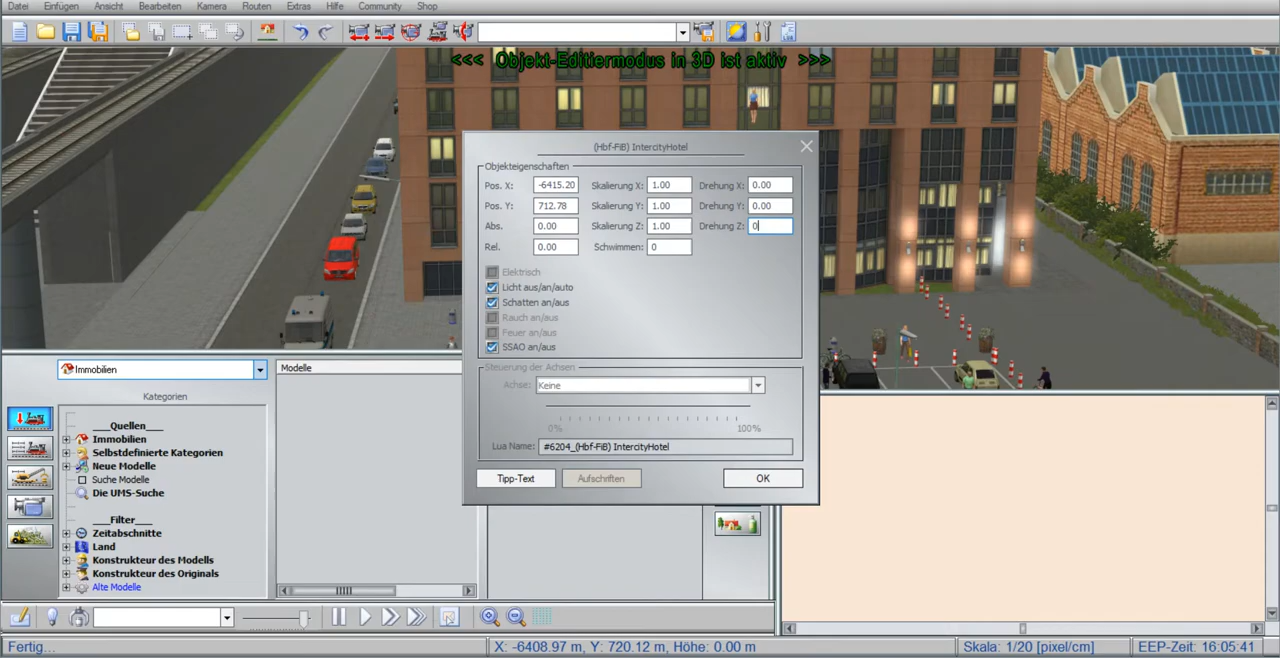 Datei Einfügen Ansicht Bearbeiten Kamera Routen Extras Hilfe Community Shop
<<< Objekt-Editiermodus in 3D ist aktiv >>>
(Hbf-FiB) IntercityHotel
Objekteigenschaften
Pos. X: -6415.20 Skalierung X: 1.00 Drehung X: 0.00
Pos. Y: 712.78 Skalierung Y: 1.00 Drehung Y: 0.00
Abs. 0.00 Skalierung Z: 1.00 Drehung Z: 0
Rel. 0.00 Schwimmen: 0
Elektrisch
Licht aus/an/auto
Schatten an/aus
Rauch an/aus
Feuer an/aus
SSAO an/aus
Steuerung der Achsen
Achse: Keine
0% 100%
Lua Name: #6204_(Hbf-FiB) IntercityHotel
Tipp-Text Aufschriften OK
Immobilien
Modelle
Kategorien
___Quellen___
Immobilien
Selbstdefinierte Kategorien
Neue Modelle
Suche Modelle
Die UMS-Suche
___Filter___
Zeitabschnitte
Land
Konstrukteur des Modells
Konstrukteur des Originals
Alte Modelle
Fertig... X: -6408.97 m, Y: 720.12 m, Höhe: 0.00 m Skala: 1/20 [pixel/cm] EEP-Zeit: 16:05:41